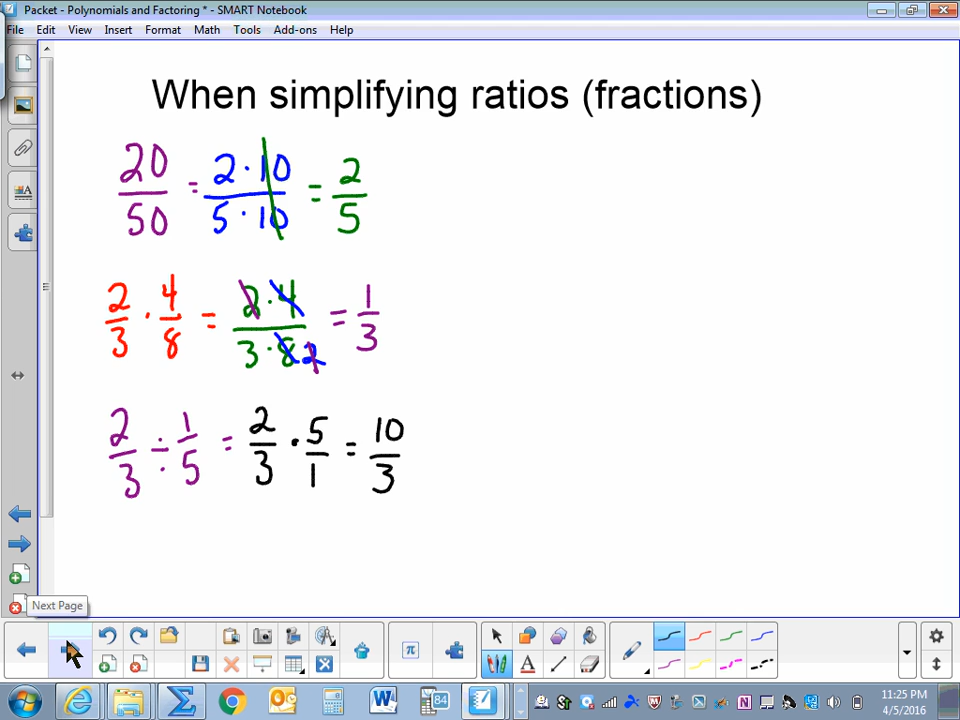 Packet - Polynomials and Factoring * - SMART Notebook
File Edit View Insert Format Math Tools Add-ons Help
When simplifying ratios (fractions)
20/50 = 2·10/5·10 = 2/5
2/3 · 4/8 = 2·4/3·8 2 = 1/3
2/3 ÷ 1/5 = 2/3 · 5/1 = 10/3
Next Page
π
A
84
11:25 PM
4/5/2016